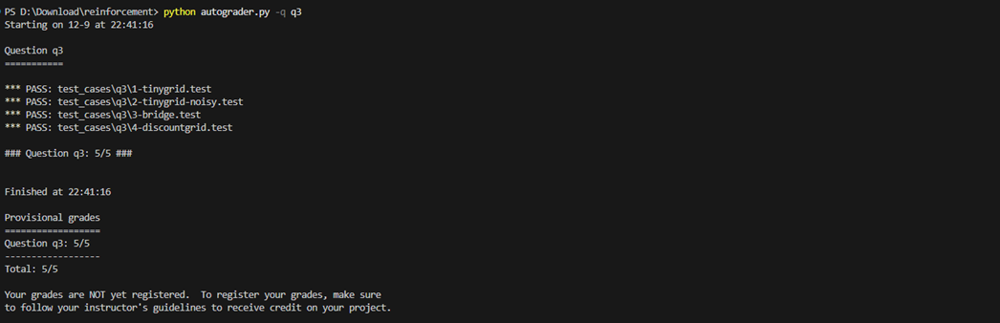 PS D:\Download\reinforcement> python autograder.py -q q3
Starting on 12-9 at 22:41:16
Question q3
===========
*** PASS: test_cases\q3\1-tinygrid.test
*** PASS: test_cases\q3\2-tinygrid-noisy.test
*** PASS: test_cases\q3\3-bridge.test
*** PASS: test_cases\q3\4-discountgrid.test
### Question q3: 5/5 ###
Finished at 22:41:16
Provisional grades
==================
Question q3: 5/5
------------------
Total: 5/5
Your grades are NOT yet registered.  To register your grades, make sure
to follow your instructor's guidelines to receive credit on your project.